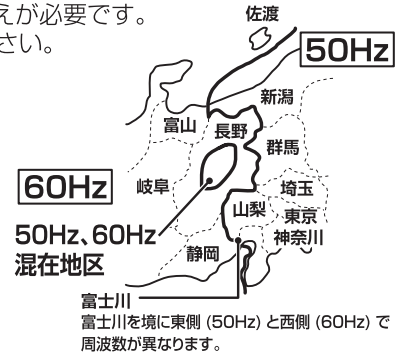 えが必要です。
さい。
佐渡
50Hz
新潟
富山
長野
群馬
60Hz
岐阜
埼玉
山梨
東京
50Hz、60Hz
混在地区
神奈川
静岡
富士川
富士川を境に東側 (50Hz) と西側 (60Hz) で
周波数が異なります。